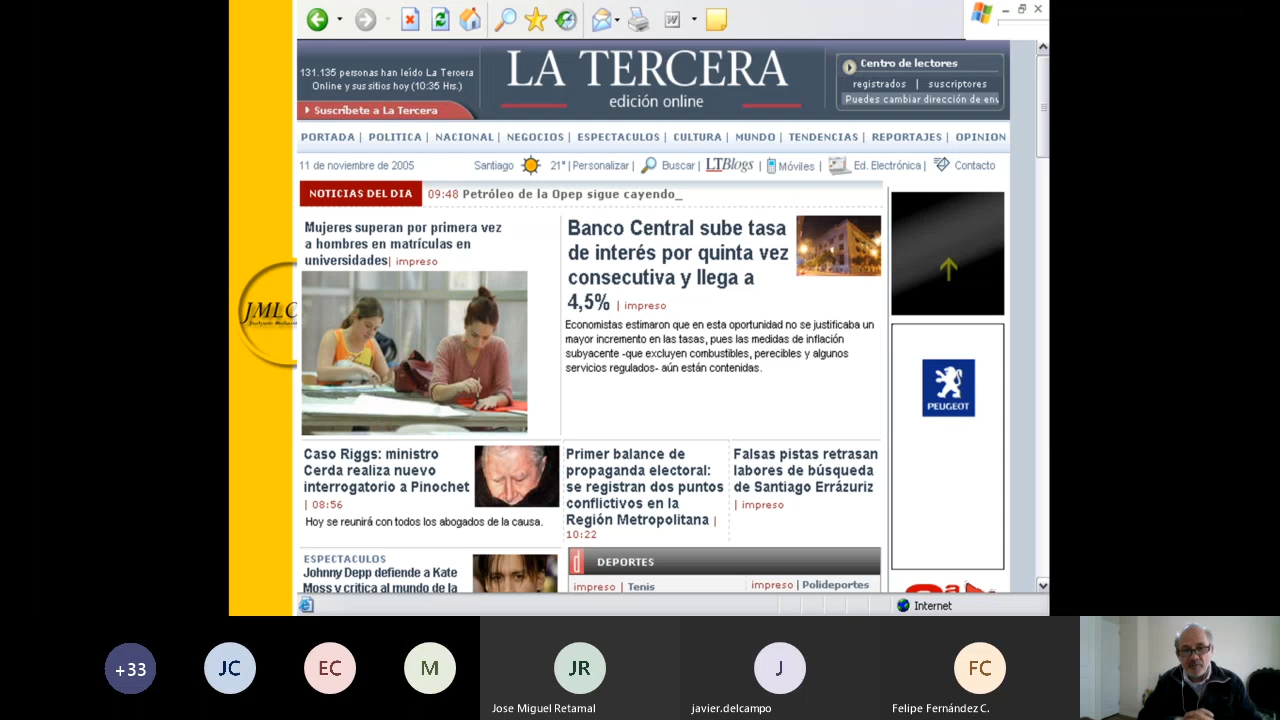 131.135 personas han leído La Tercera
Online y sus sitios hoy (10:35 Hrs.)
Suscríbete a La Tercera
LA TERCERA
edición online
Centro de lectores
registrados | suscriptores
Puedes cambiar dirección de env
PORTADA | POLITICA | NACIONAL | NEGOCIOS | ESPECTACULOS | CULTURA | MUNDO | TENDENCIAS | REPORTAJES | OPINION
11 de noviembre de 2005
Santiago 21° | Personalizar | Buscar | LTBlogs | Móviles | Ed. Electrónica | Contacto
NOTICIAS DEL DIA
09:48 Petróleo de la Opep sigue cayendo_
Mujeres superan por primera vez
a hombres en matrículas en
universidades| impreso
Banco Central sube tasa
de interés por quinta vez
consecutiva y llega a
4,5% | impreso
Economistas estimaron que en esta oportunidad no se justificaba un
mayor incremento en las tasas, pues las medidas de inflación
subyacente -que excluyen combustibles, perecibles y algunos
servicios regulados- aún están contenidas.
JMLC
PEUGEOT
Caso Riggs: ministro
Cerda realiza nuevo
interrogatorio a Pinochet
| 08:56
Hoy se reunirá con todos los abogados de la causa.
Primer balance de
propaganda electoral:
se registran dos puntos
conflictivos en la
Región Metropolitana |
10:22
Falsas pistas retrasan
labores de búsqueda
de Santiago Errázuriz
| impreso
ESPECTACULOS
Johnny Depp defiende a Kate
Moss y critica al mundo de la
d DEPORTES
impreso | Tenis
impreso | Polideportes
Internet
+33
JC
EC
M
JR
J
FC
Jose Miguel Retamal
javier.delcampo
Felipe Fernández C.